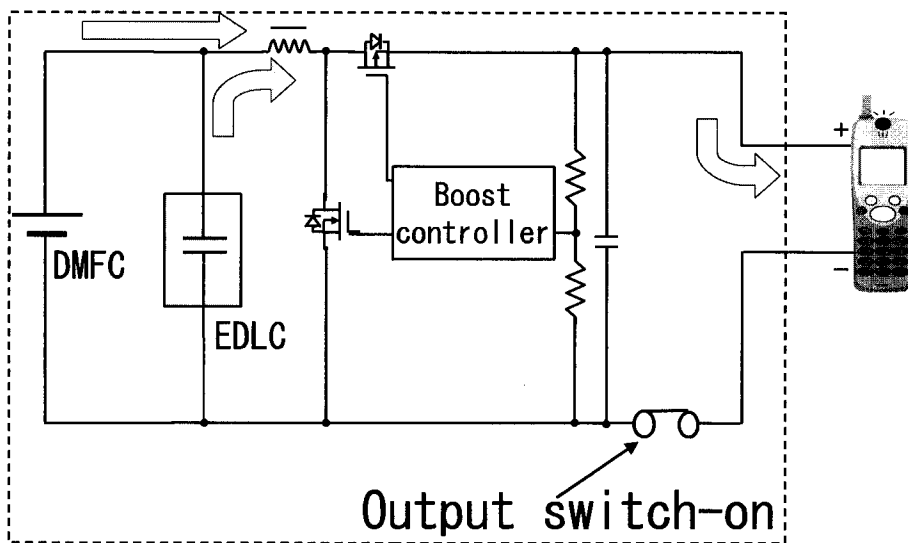 +
Boost
controller
DMFC
EDLC
−
Output switch-on